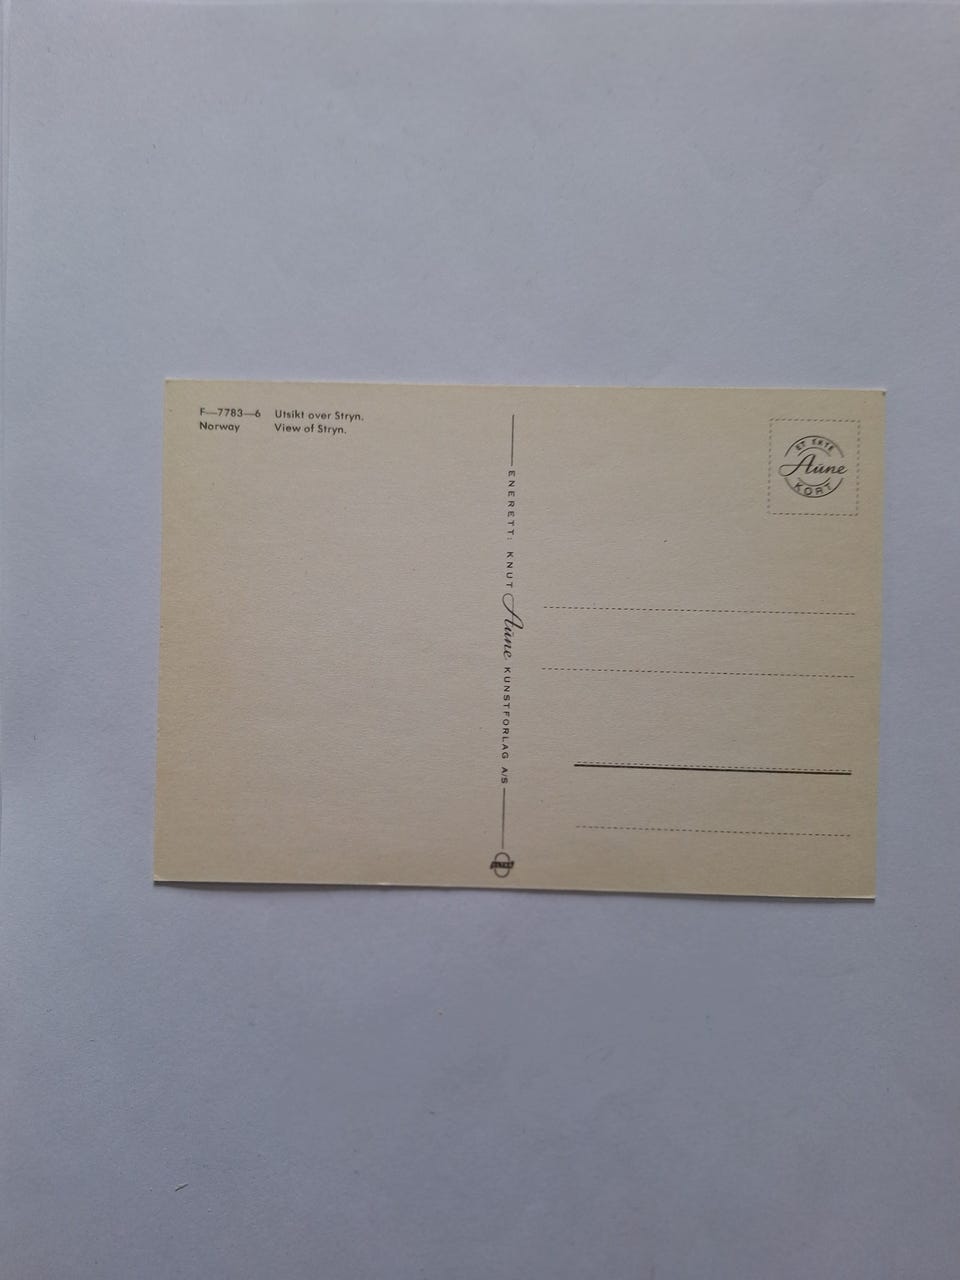 F—7783—6 Utsikt over Stryn.
Norway View of Stryn.
ENERETT: KNUT Aune KUNSTFORLAG A/S
ET EKTE
Aune
KORT